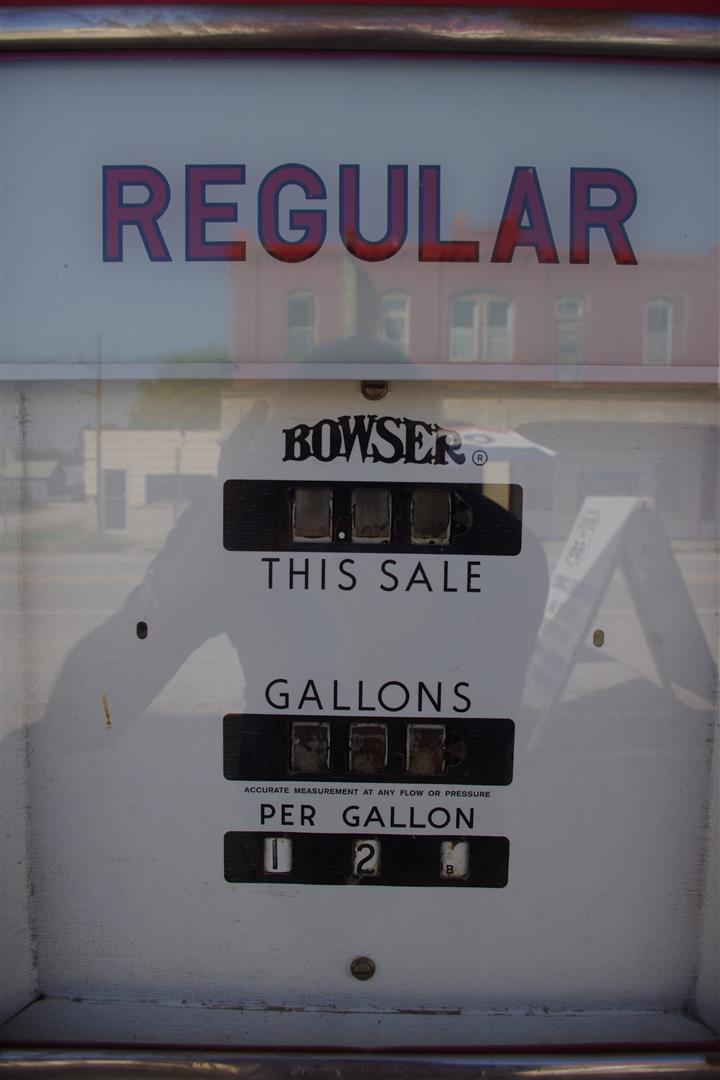 REGULAR
BOWSER®
THIS SALE
GALLONS
ACCURATE MEASUREMENT AT ANY FLOW OR PRESSURE
PER GALLON
1 2